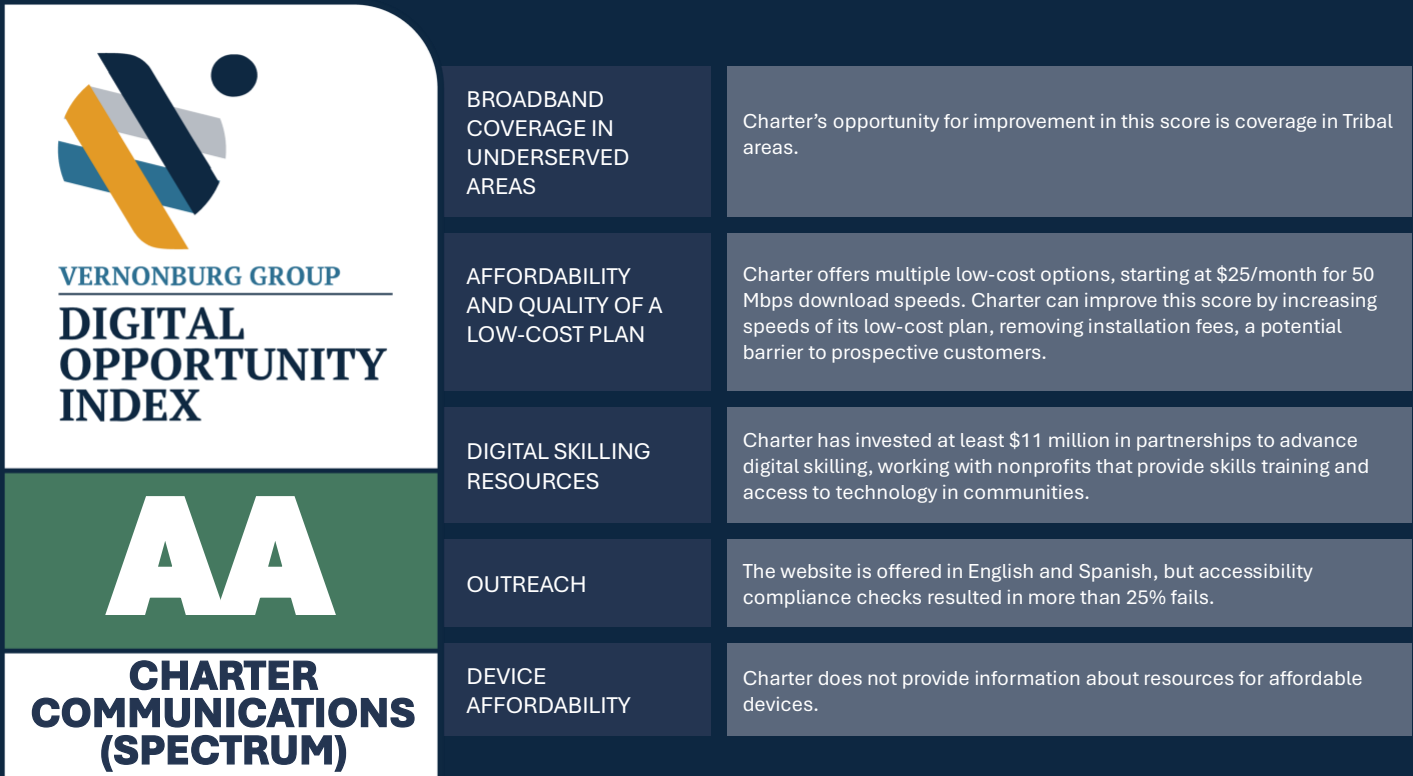 VERNONBURG GROUP
DIGITAL
OPPORTUNITY
INDEX
AA
CHARTER
COMMUNICATIONS
(SPECTRUM)
BROADBAND
COVERAGE IN
UNDERSERVED
AREAS
Charter’s opportunity for improvement in this score is coverage in Tribal
areas.
AFFORDABILITY
AND QUALITY OF A
LOW-COST PLAN
Charter offers multiple low-cost options, starting at $25/month for 50
Mbps download speeds. Charter can improve this score by increasing
speeds of its low-cost plan, removing installation fees, a potential
barrier to prospective customers.
DIGITAL SKILLING
RESOURCES
Charter has invested at least $11 million in partnerships to advance
digital skilling, working with nonprofits that provide skills training and
access to technology in communities.
OUTREACH
The website is offered in English and Spanish, but accessibility
compliance checks resulted in more than 25% fails.
DEVICE
AFFORDABILITY
Charter does not provide information about resources for affordable
devices.